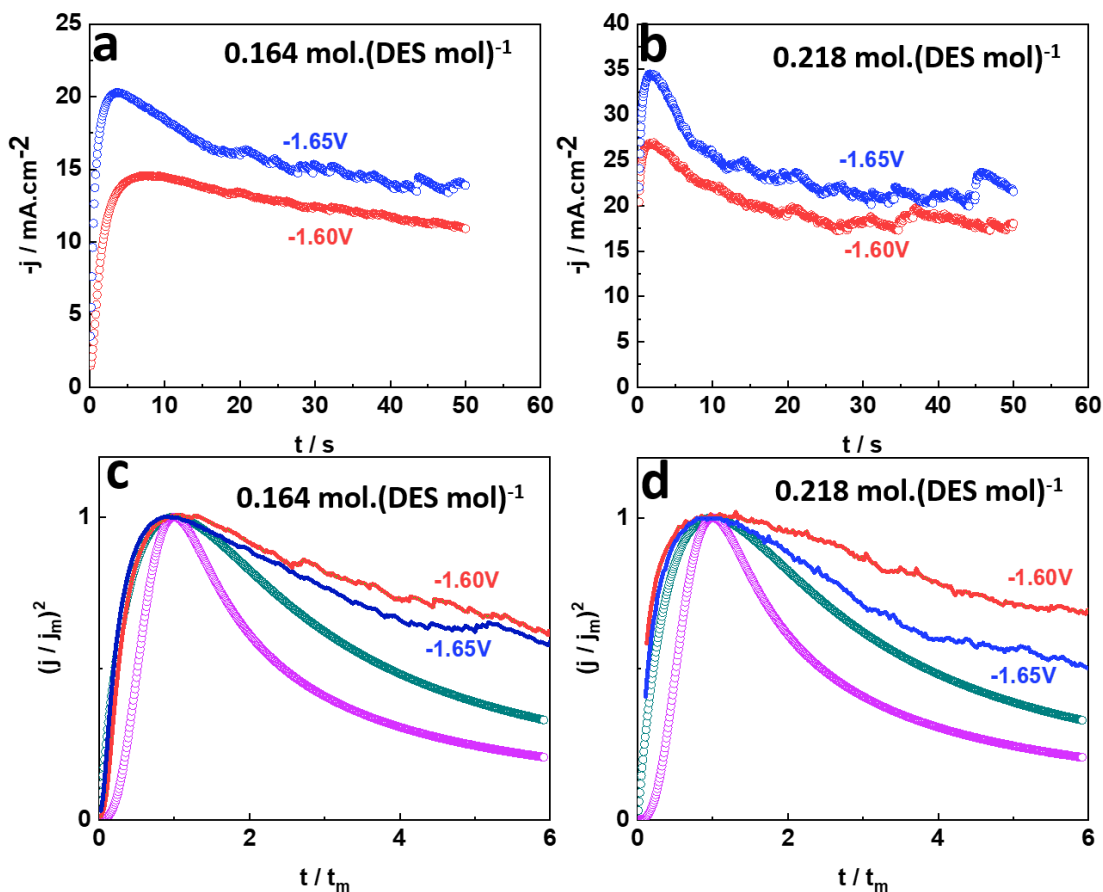 a
0.164 mol.(DES mol)⁻¹
-1.65V
-1.60V
25
20
15
10
5
0
-j / mA.cm⁻²
0 10 20 30 40 50 60
t / s
b
0.218 mol.(DES mol)⁻¹
-1.65V
-1.60V
40
35
30
25
20
15
10
5
0
-j / mA.cm⁻²
0 10 20 30 40 50 60
t / s
c
0.164 mol.(DES mol)⁻¹
-1.60V
-1.65V
1
0
(j / jₘ)²
0 2 4 6
t / tₘ
d
0.218 mol.(DES mol)⁻¹
-1.60V
-1.65V
1
0
(j / jₘ)²
0 2 4 6
t / tₘ